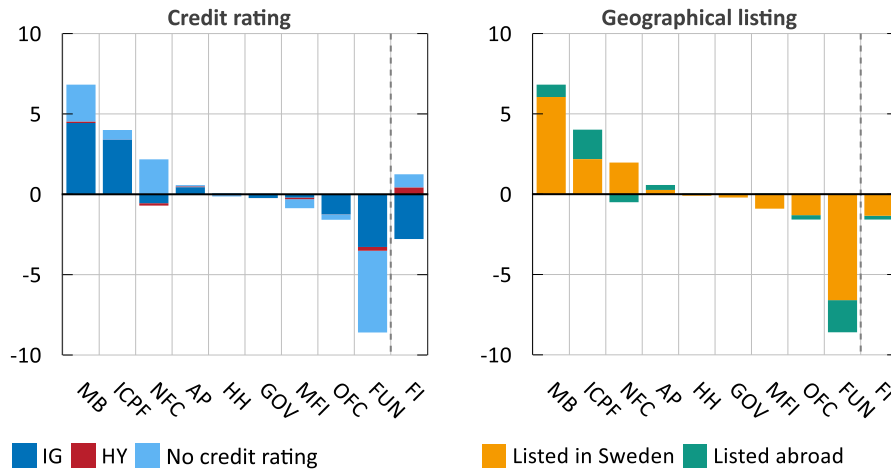 Credit rating
10
5
0
-5
-10
MB ICPF NFC AP HH GOV MFI OFC FUN FI
IG HY No credit rating
Geographical listing
10
5
0
-5
-10
MB ICPF NFC AP HH GOV MFI OFC FUN FI
Listed in Sweden Listed abroad